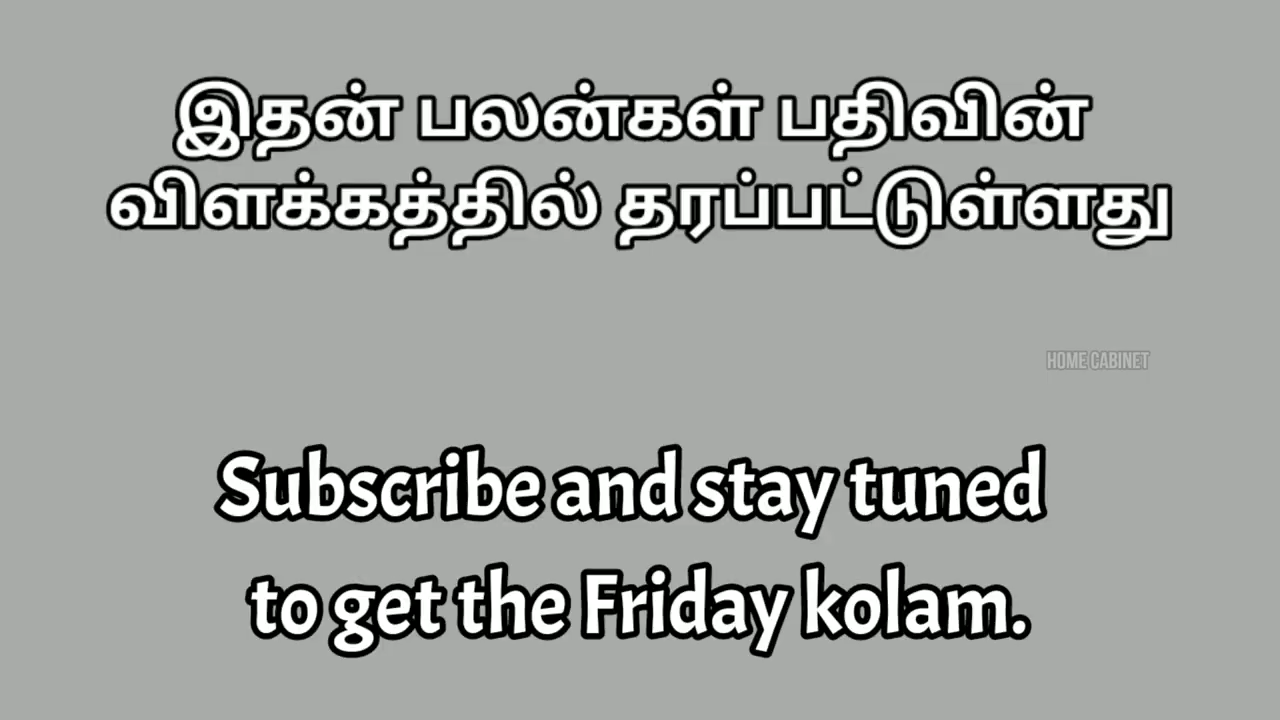 இதன் பலன்கள் பதிவின்
விளக்கத்தில் தரப்பட்டுள்ளது
HOME CABINET
Subscribe and stay tuned
to get the Friday kolam.